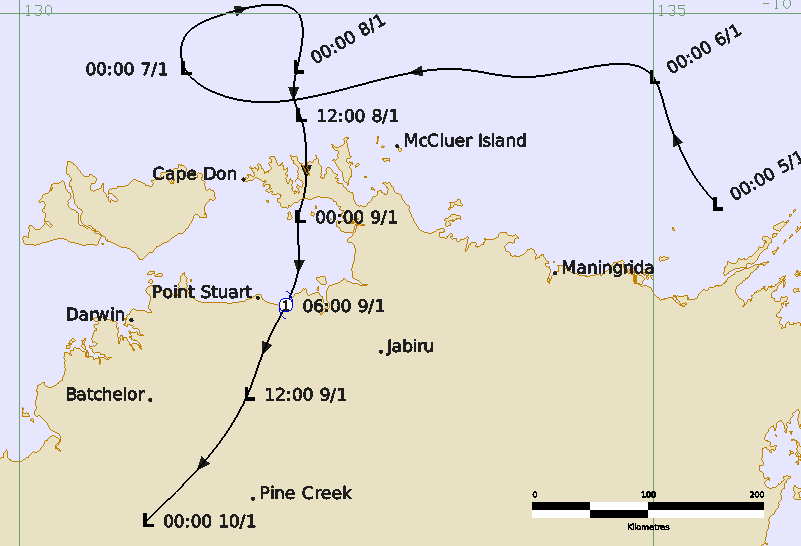 130
135
-10
00:00 8/1
00:00 6/1
00:00 7/1
12:00 8/1
McCluer Island
Cape Don
00:00 5/1
00:00 9/1
Maningrida
Point Stuart
1 06:00 9/1
Darwin
Jabiru
Batchelor
L 12:00 9/1
Pine Creek
0 100 200
Kilometres
L 00:00 10/1